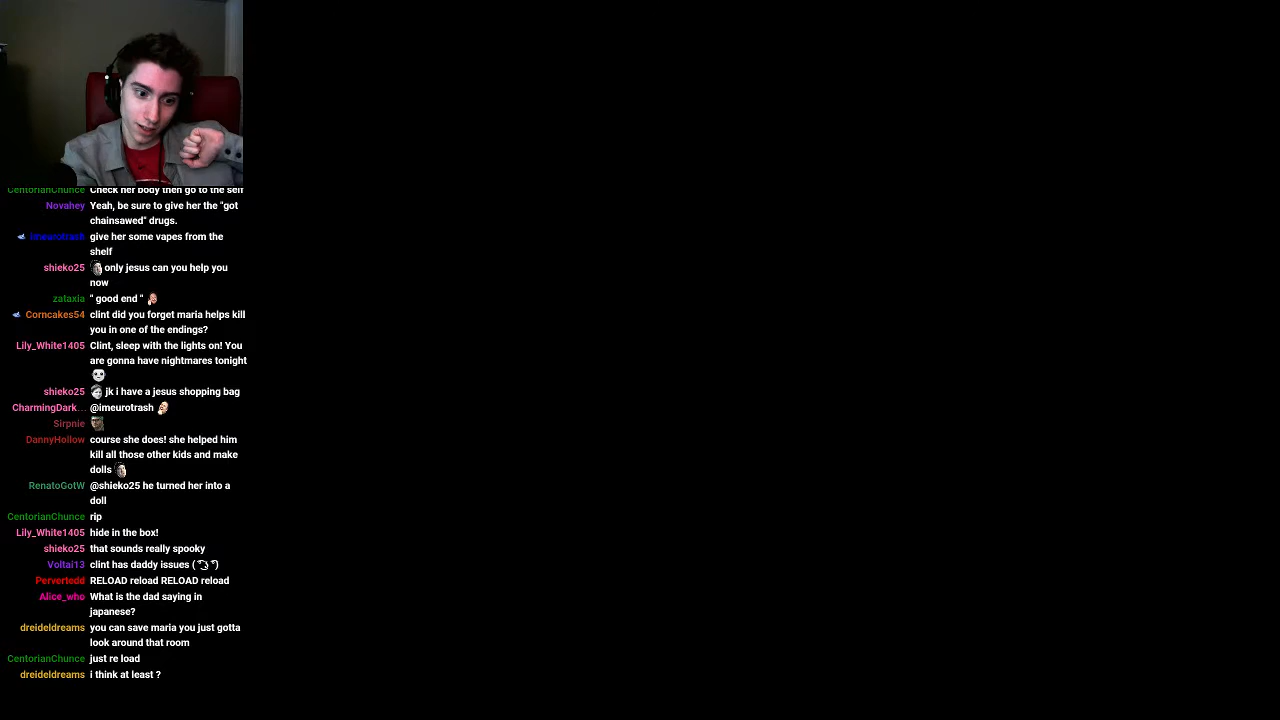 CentorianChunce Check her body then go to the self
Novahey Yeah, be sure to give her the "got
chainsawed" drugs.
imeurotrash give her some vapes from the
shelf
shieko25 only jesus can you help you
now
zataxia " good end "
Corncakes54 clint did you forget maria helps kill
you in one of the endings?
Lily_White1405 Clint, sleep with the lights on! You
are gonna have nightmares tonight
shieko25 jk i have a jesus shopping bag
CharmingDark... @imeurotrash
Sirpnie
DannyHollow course she does! she helped him
kill all those other kids and make
dolls
RenatoGotW @shieko25 he turned her into a
doll
CentorianChunce rip
Lily_White1405 hide in the box!
shieko25 that sounds really spooky
Voltai13 clint has daddy issues ( ͡° ͜ʖ ͡°)
Pervertedd RELOAD reload RELOAD reload
Alice_who What is the dad saying in
japanese?
dreideldreams you can save maria you just gotta
look around that room
CentorianChunce just re load
dreideldreams i think at least ?